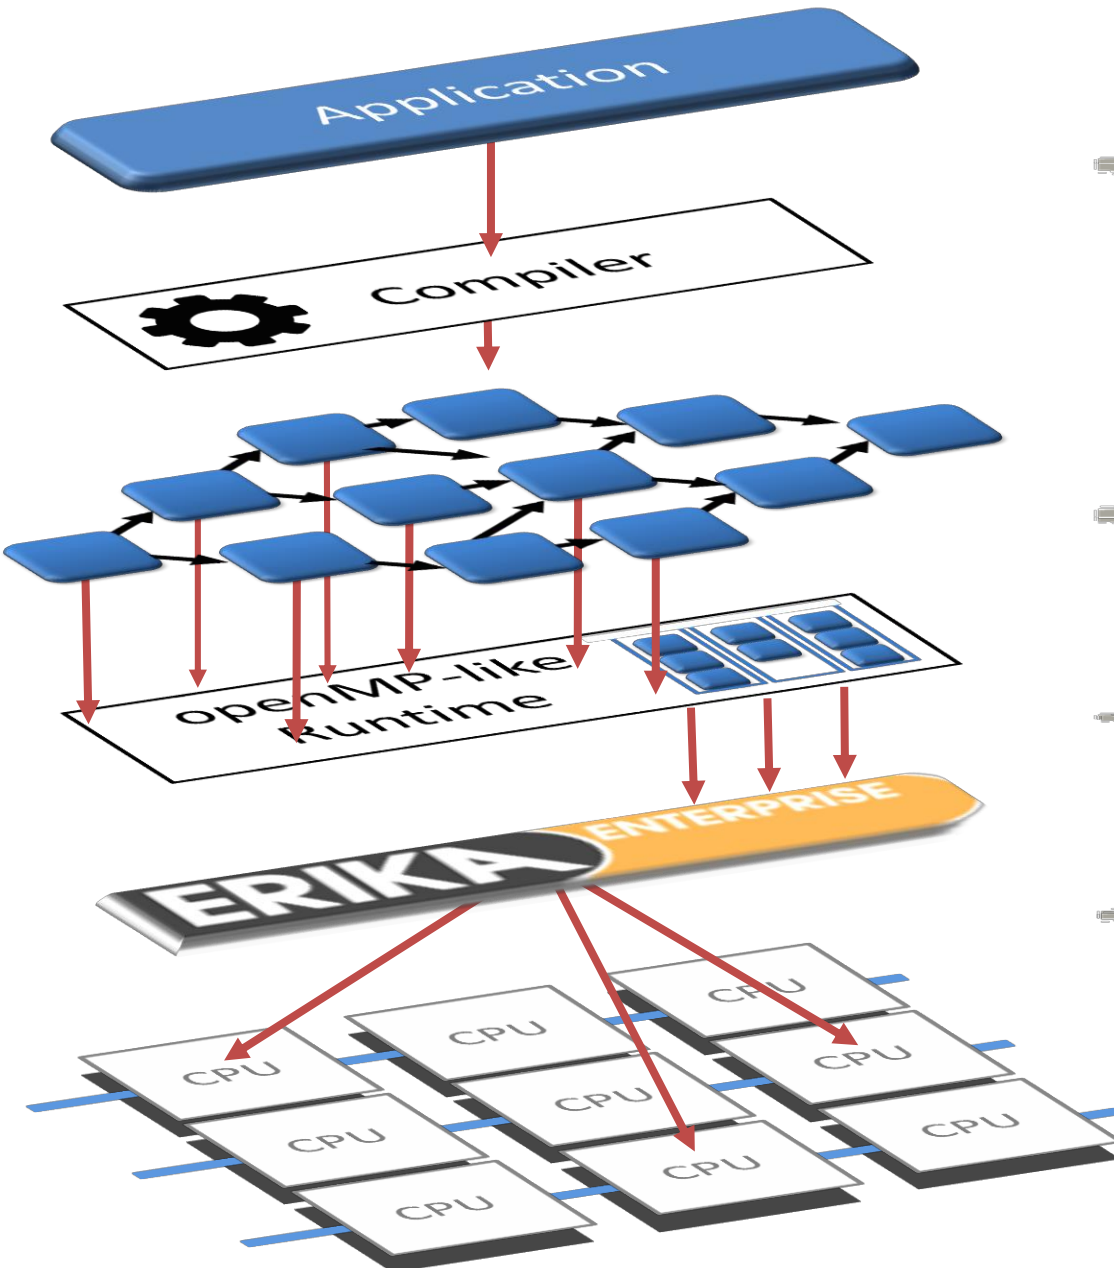 Application
Compiler
openMP-like
Runtime
ERIKA ENTERPRISE
CPU
CPU
CPU
CPU
CPU
CPU
CPU
CPU
CPU